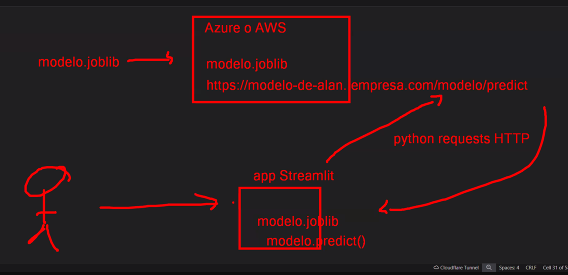 Azure o AWS
modelo.joblib
modelo.joblib
https://modelo-de-alan. empresa.com/modelo/predict
python requests HTTP
app Streamlit
modelo.joblib
modelo.predict()
Cloudflare Tunnel Spaces: 4 CRLF Cell 31 of 5